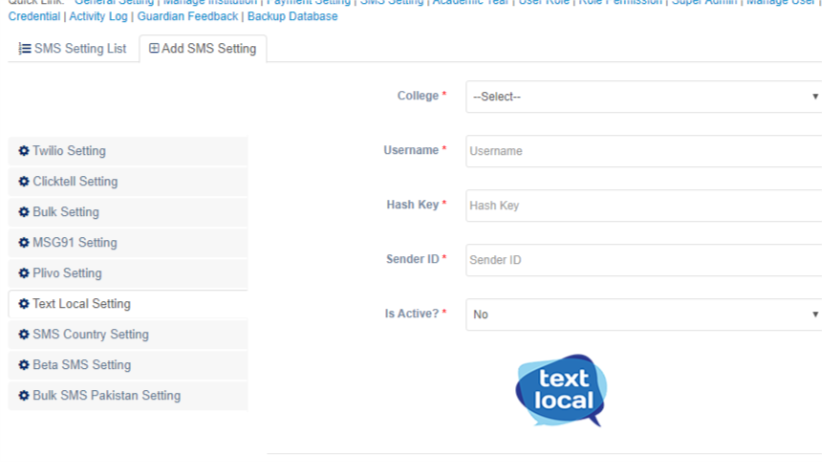 Quick Link: General Setting | Manage Institution | Payment Setting | SMS Setting | Academic Year | User Role | Role Permission | Super Admin | Manage User |
Credential | Activity Log | Guardian Feedback | Backup Database
SMS Setting List
Add SMS Setting
College *
--Select--
Twilio Setting
Username *
Username
Clicktell Setting
Bulk Setting
Hash Key *
Hash Key
MSG91 Setting
Sender ID *
Sender ID
Plivo Setting
Text Local Setting
Is Active? *
No
SMS Country Setting
Beta SMS Setting
Bulk SMS Pakistan Setting
text
local